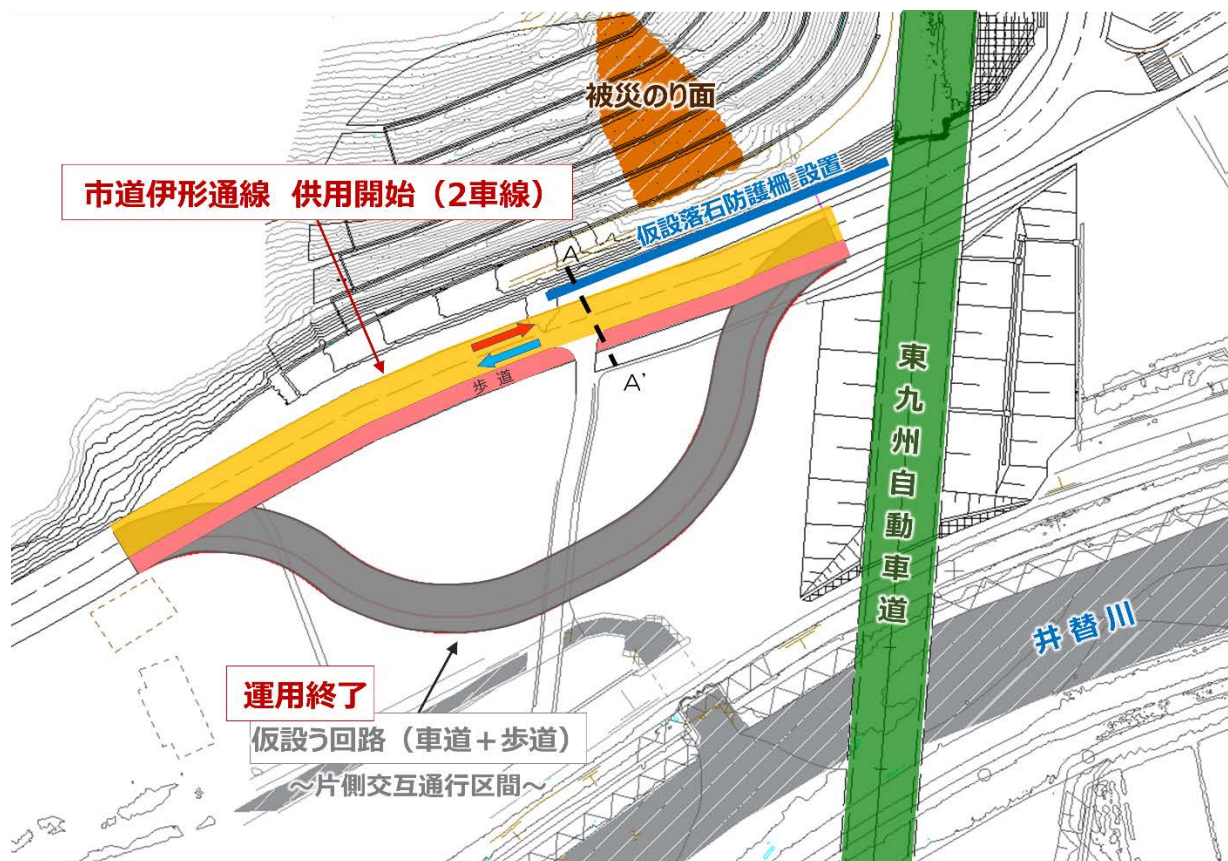 被災のり面
市道伊形通線 供用開始（2車線）
仮設落石防護柵 設置
A
歩道
A'
東九州自動車道
井替川
運用終了
仮設う回路（車道＋歩道）
～片側交互通行区間～